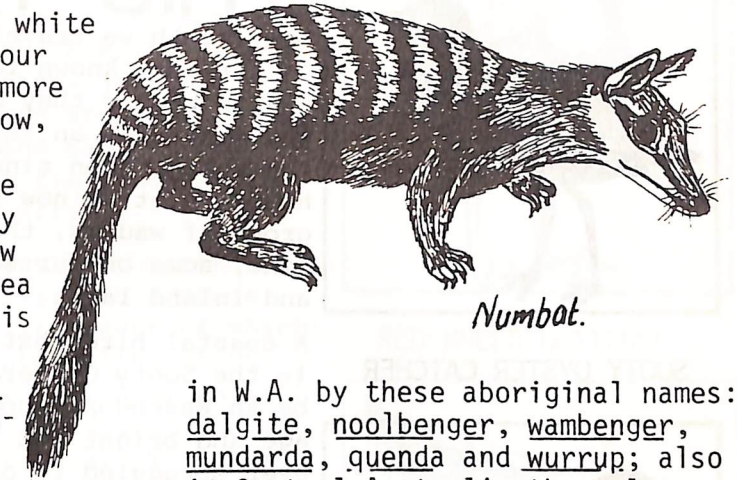 white
our
more
ow,
e
y
w
ea
is
Numbat.
in W.A. by these aboriginal names:
dalgite, noolbenger, wambenger,
mundarda, quenda and wurrup; also